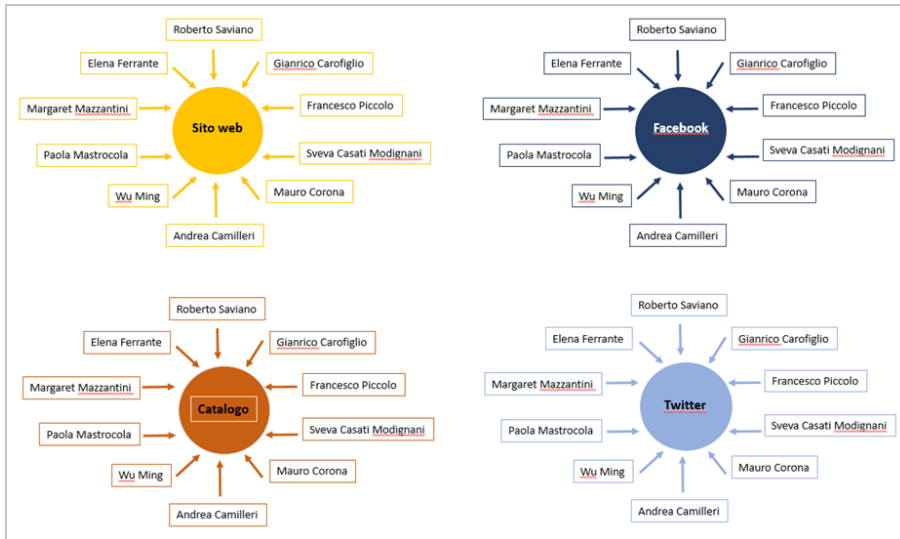 Roberto Saviano
Elena Ferrante
Gianrico Carofiglio
Margaret Mazzantini
Francesco Piccolo
Sito web
Paola Mastrocola
Sveva Casati Modignani
Wu Ming
Mauro Corona
Andrea Camilleri
Roberto Saviano
Elena Ferrante
Gianrico Carofiglio
Margaret Mazzantini
Francesco Piccolo
Facebook
Paola Mastrocola
Sveva Casati Modignani
Wu Ming
Mauro Corona
Andrea Camilleri
Roberto Saviano
Elena Ferrante
Gianrico Carofiglio
Margaret Mazzantini
Francesco Piccolo
Catalogo
Paola Mastrocola
Sveva Casati Modignani
Wu Ming
Mauro Corona
Andrea Camilleri
Roberto Saviano
Elena Ferrante
Gianrico Carofiglio
Margaret Mazzantini
Francesco Piccolo
Twitter
Paola Mastrocola
Sveva Casati Modignani
Wu Ming
Mauro Corona
Andrea Camilleri